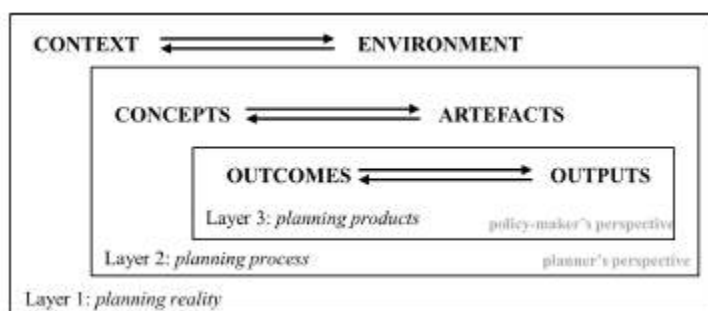 CONTEXT ENVIRONMENT
CONCEPTS ARTEFACTS
OUTCOMES OUTPUTS
Layer 3: planning products policy-maker's perspective
Layer 2: planning process planner's perspective
Layer 1: planning reality